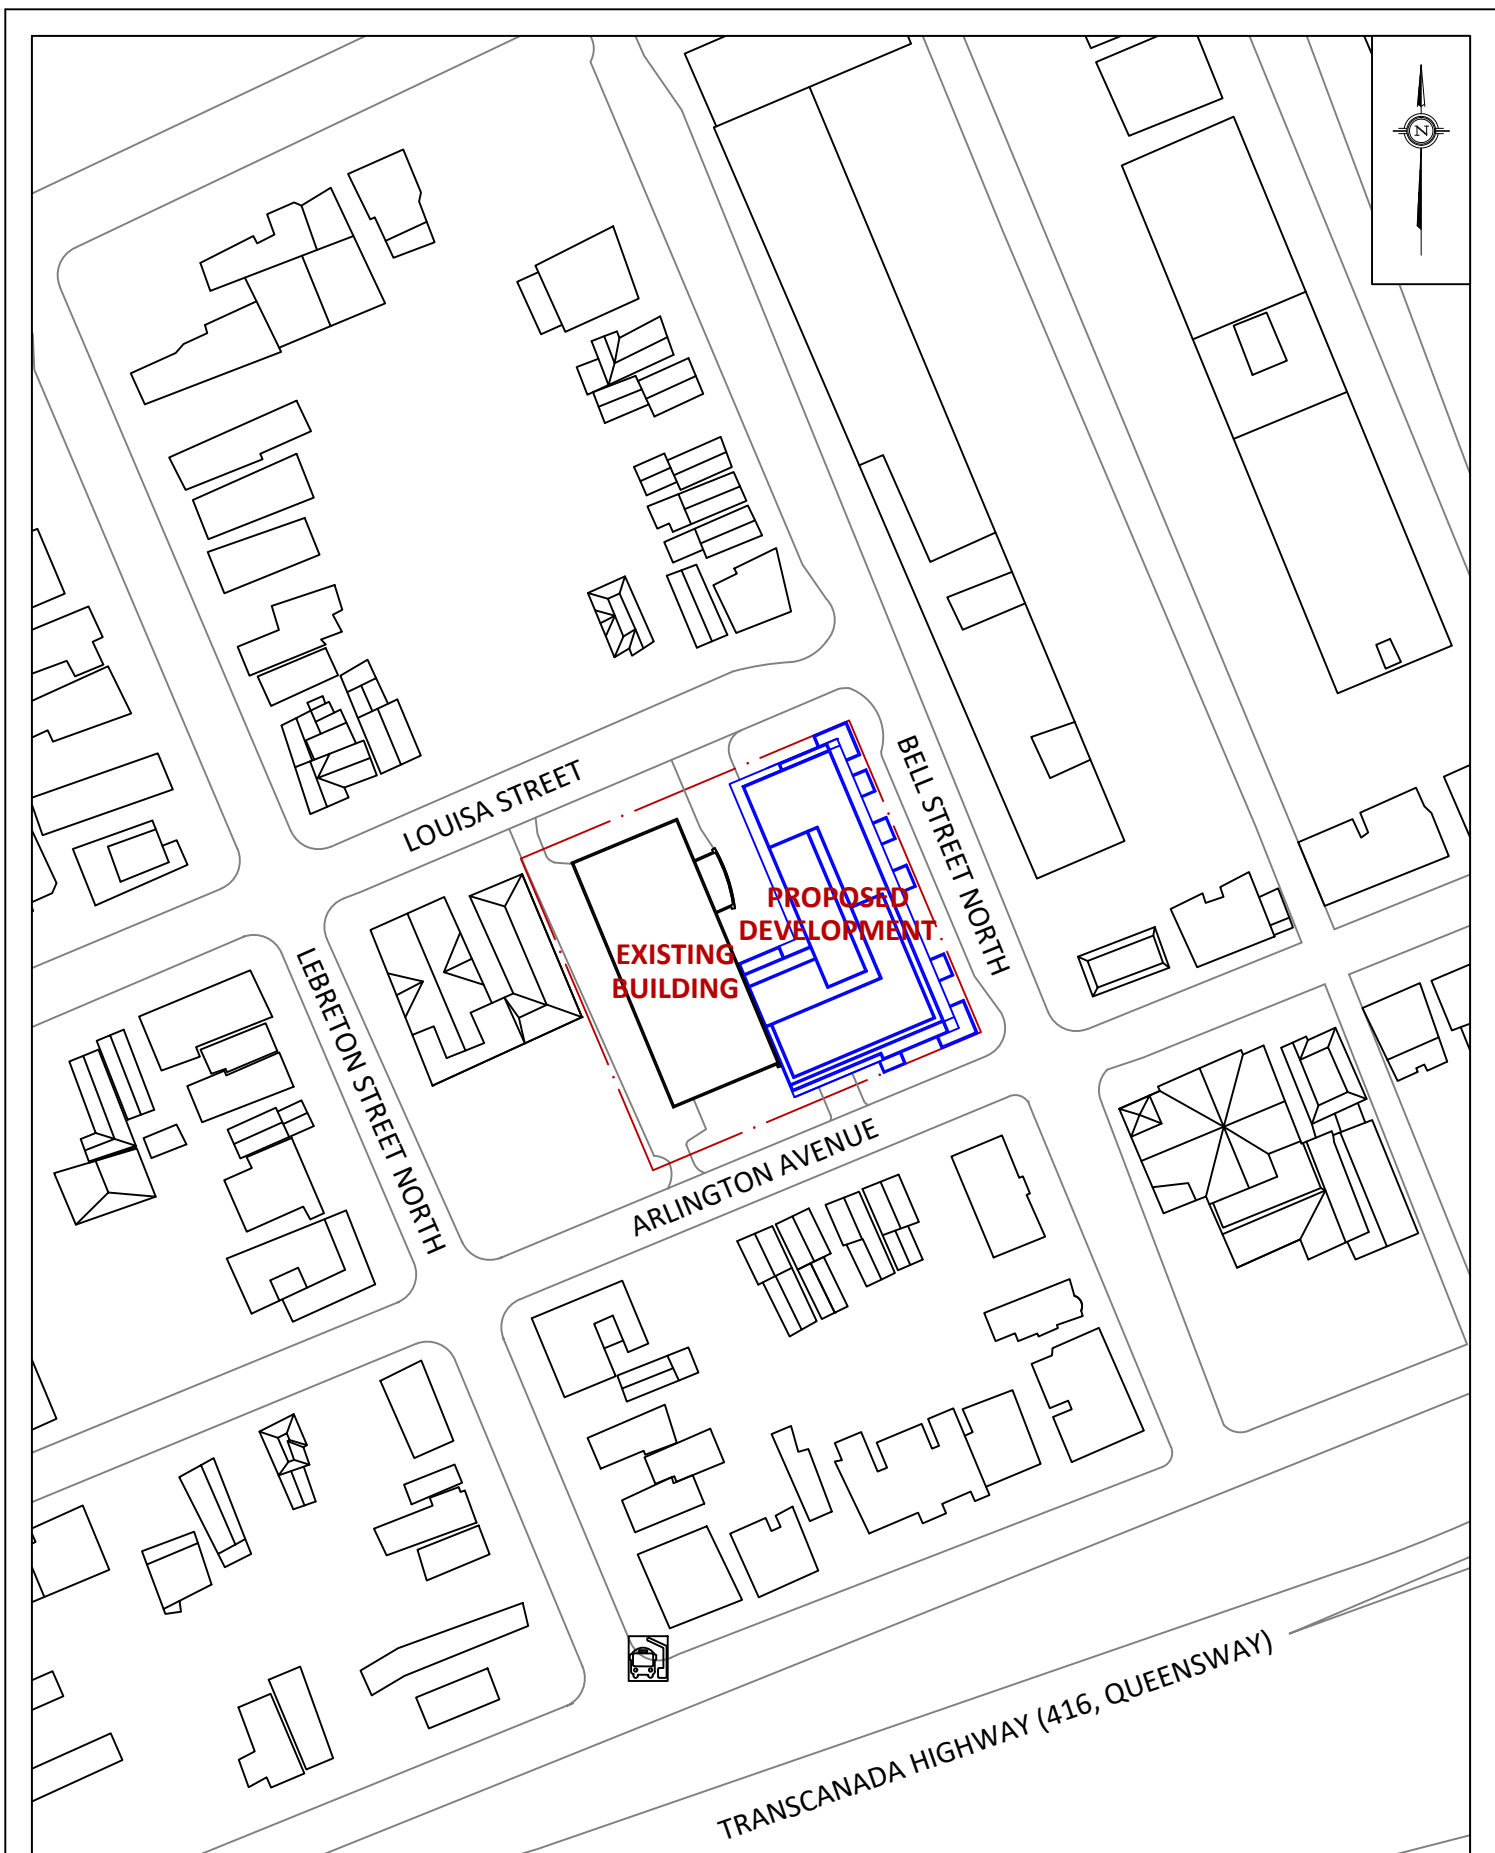 N
LOUISA STREET
BELL STREET NORTH
PROPOSED
DEVELOPMENT
EXISTING
BUILDING
LEBRETON STREET NORTH
ARLINGTON AVENUE
TRANSCANADA HIGHWAY (416, QUEENSWAY)